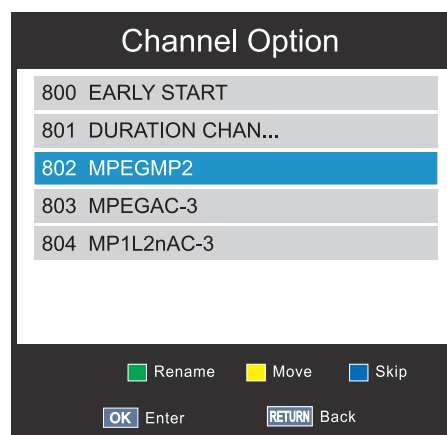 Channel Option
800 EARLY START
801 DURATION CHAN...
802 MPEGMP2
803 MPEGAC-3
804 MP1L2nAC-3
Rename Move Skip
OK Enter RETURN Back